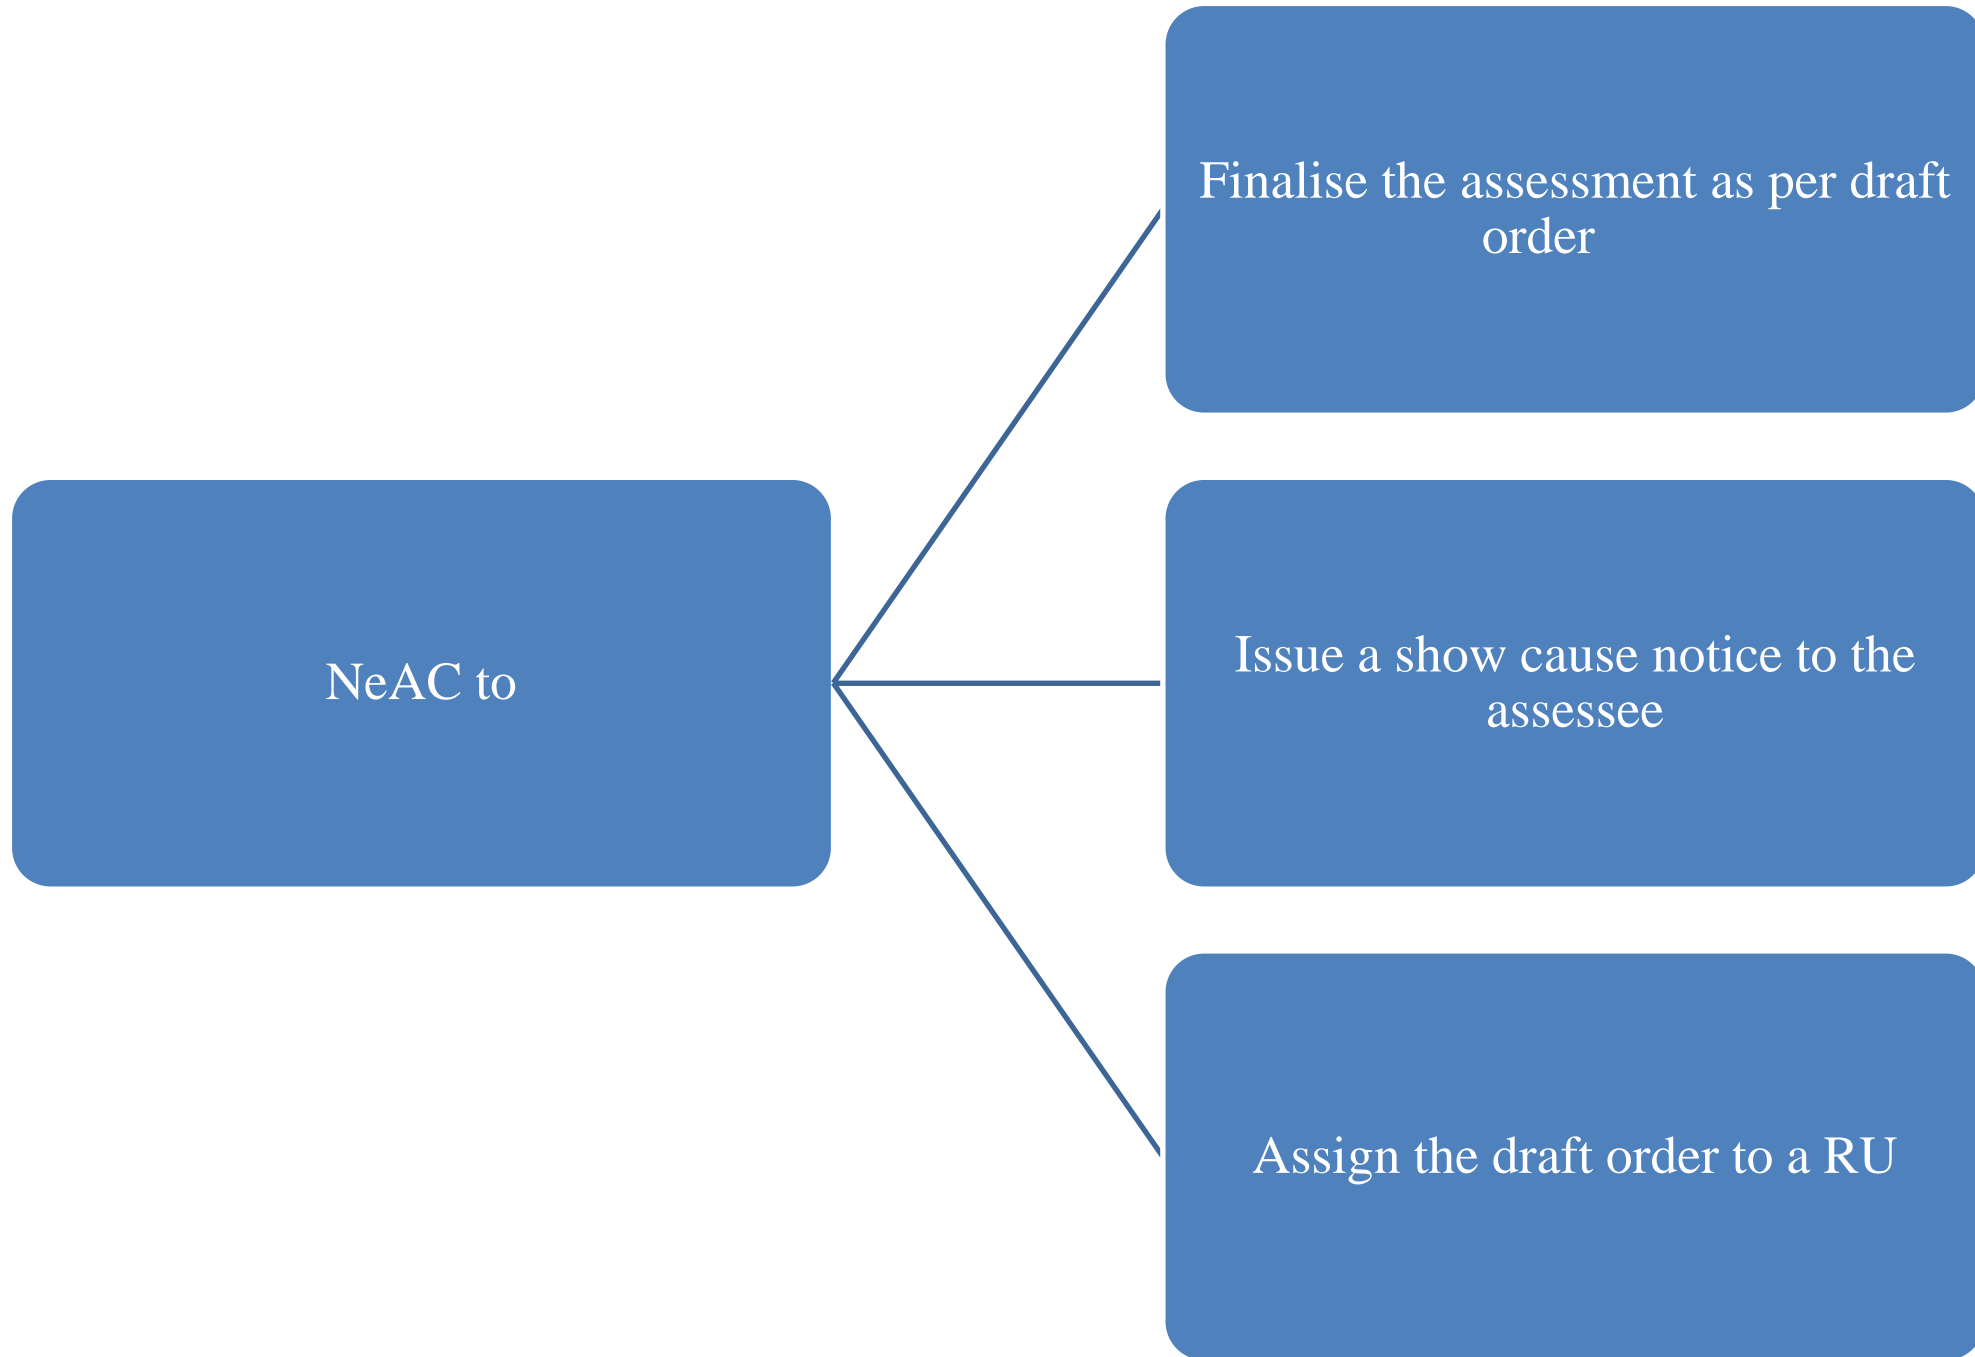 NeAC to
Finalise the assessment as per draft
order
Issue a show cause notice to the
assessee
Assign the draft order to a RU